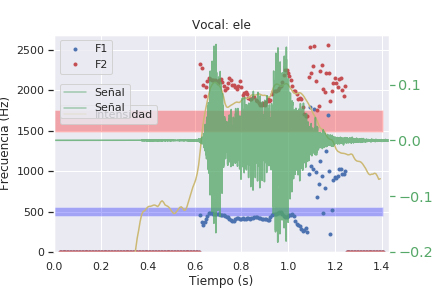 Vocal: ele
F1
F2
Señal
Señal
Intensidad
Frecuencia (Hz)
2500
2000
1500
1000
500
0
0.1
0.0
−0.1
−0.2
0.0 0.2 0.4 0.6 0.8 1.0 1.2 1.4
Tiempo (s)